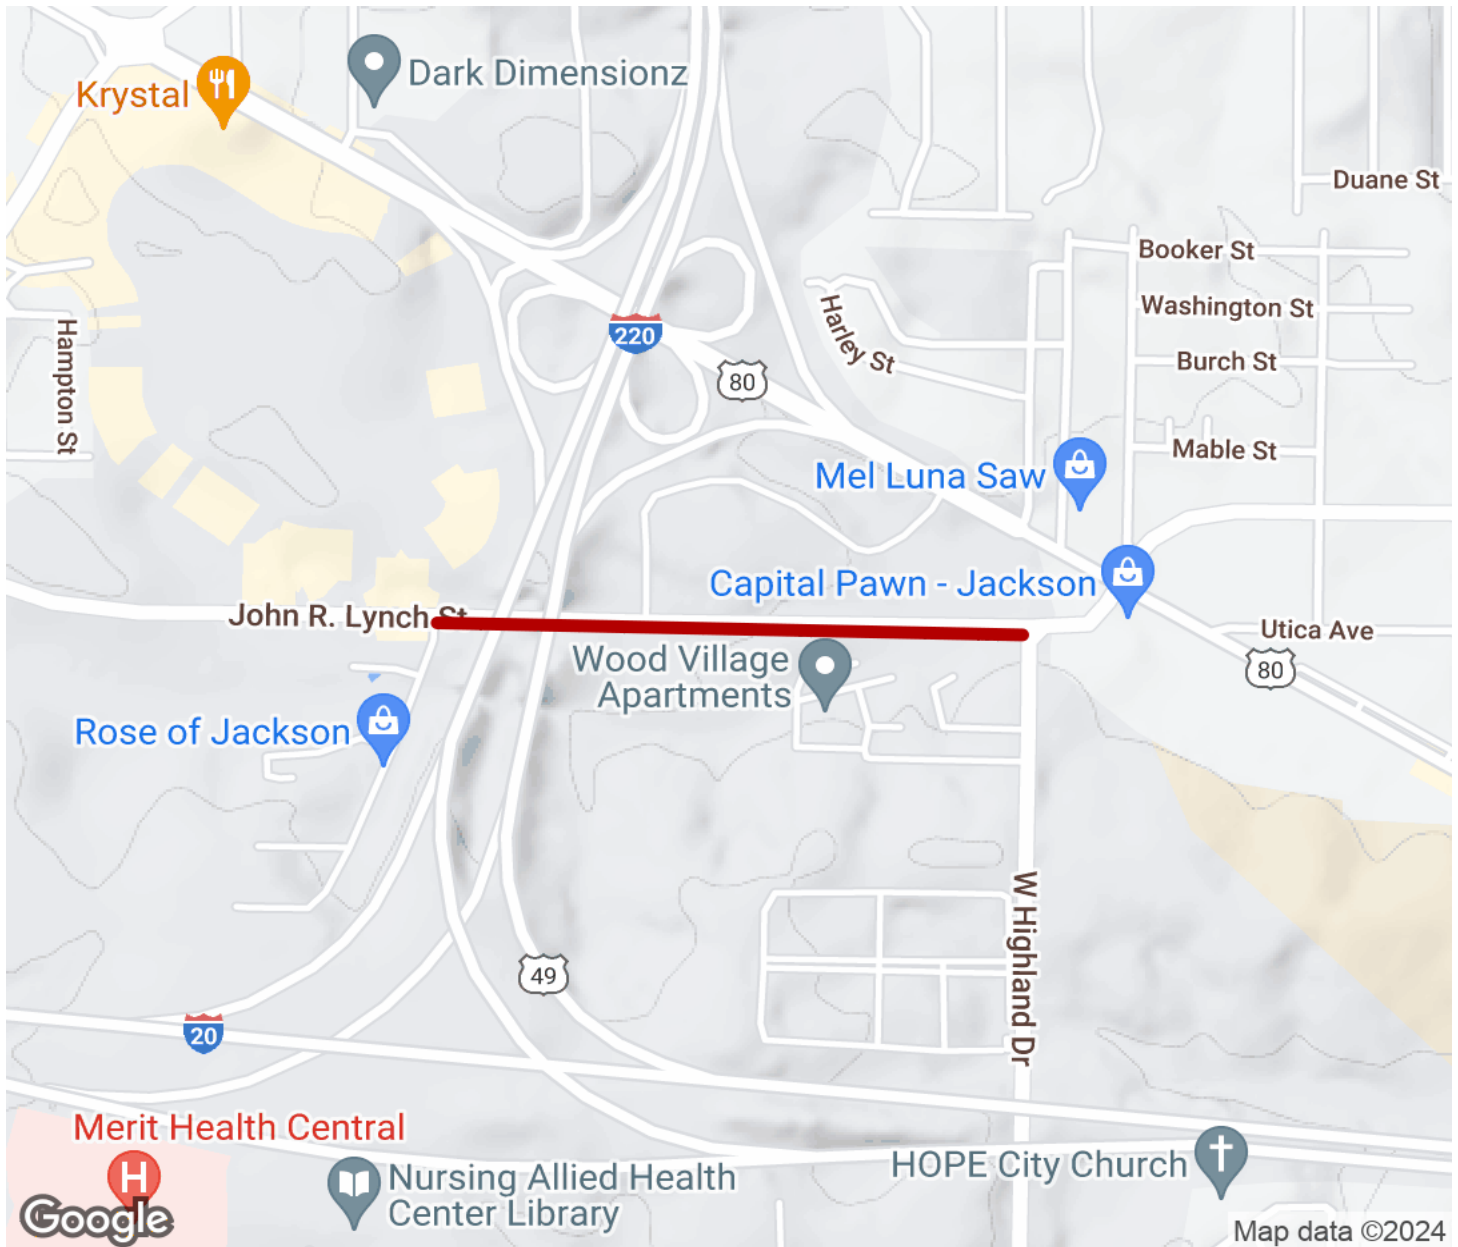 Krystal
Dark Dimensionz
Duane St
Booker St
Washington St
Burch St
Mable St
Harley St
Hampton St
220
80
Mel Luna Saw
Capital Pawn - Jackson
John R. Lynch St
Utica Ave
80
Wood Village
Apartments
Rose of Jackson
W Highland Dr
49
20
Merit Health Central
H
Nursing Allied Health
Center Library
HOPE City Church
Google
Map data ©2024